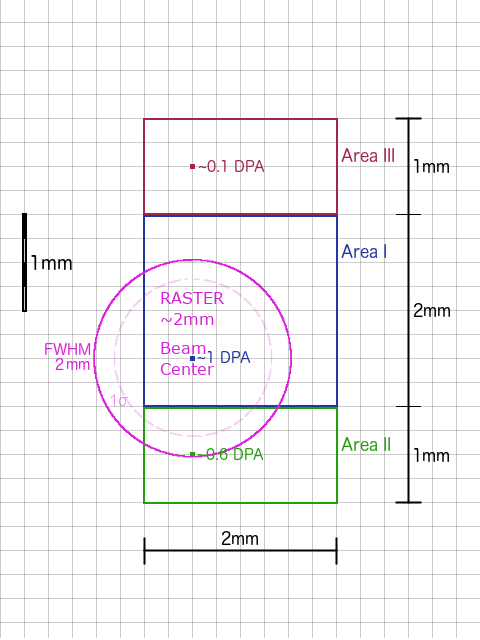 Area III
~0.1 DPA
1mm
Area I
1mm
RASTER
~2mm
2mm
FWHM
2mm
Beam
Center
~1 DPA
1σ
Area II
~0.6 DPA
1mm
2mm